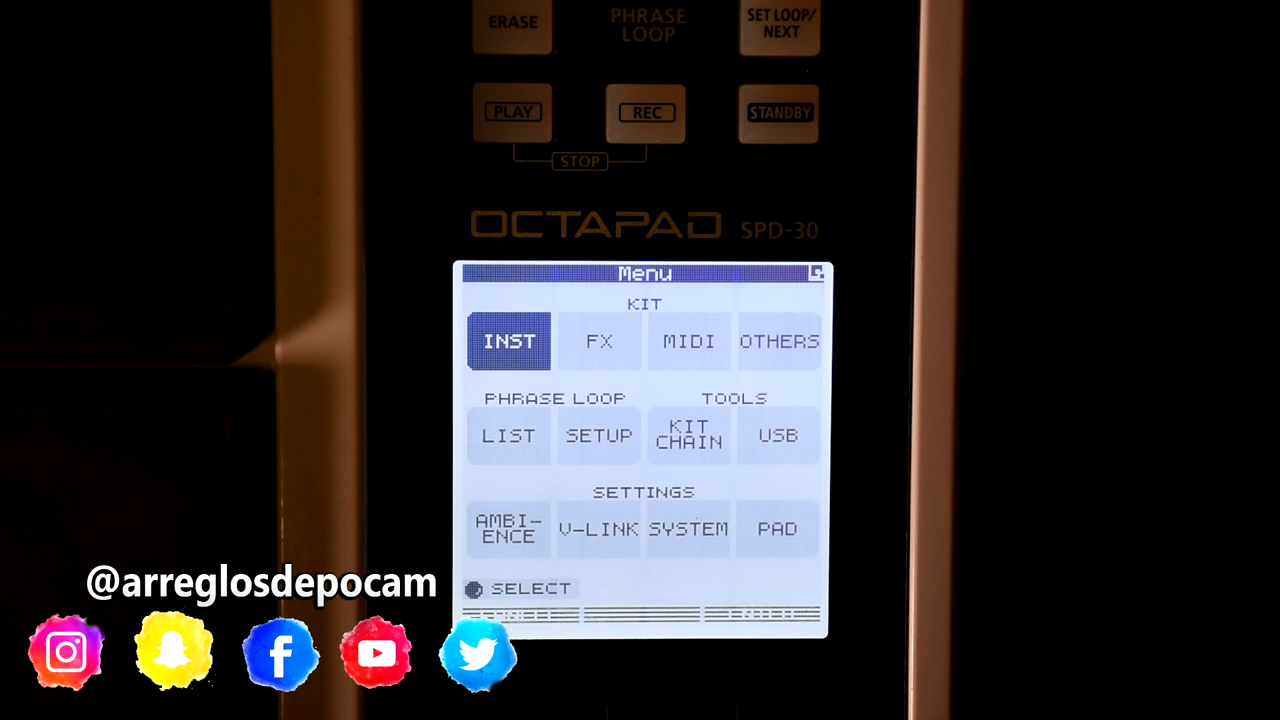 ERASE
PHRASE
LOOP
SET LOOP/
NEXT
PLAY
REC
STANDBY
STOP
OCTAPAD SPD-30
Menu
KIT
INST FX MIDI OTHERS
PHRASE LOOP TOOLS
LIST SETUP KIT
CHAIN USB
SETTINGS
AMBI-
ENCE V-LINK SYSTEM PAD
SELECT
@arreglosdepocam